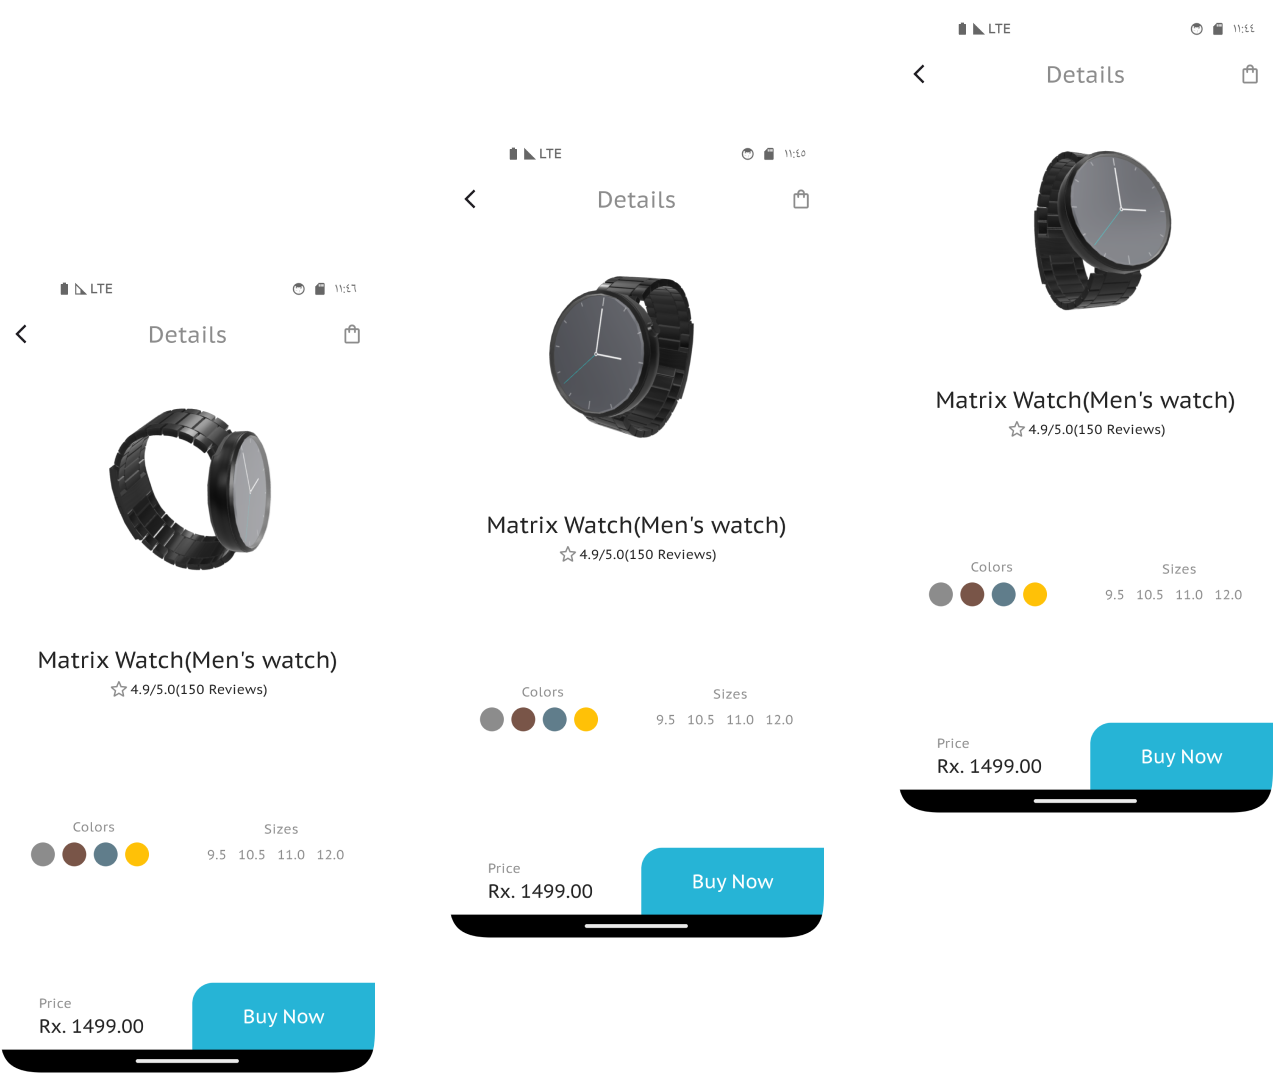 LTE ١١:٤٦
Details
Matrix Watch(Men's watch)
4.9/5.0(150 Reviews)
Colors Sizes
9.5 10.5 11.0 12.0
Price
Rx. 1499.00
Buy Now
LTE ١١:٤٥
Details
Matrix Watch(Men's watch)
4.9/5.0(150 Reviews)
Colors Sizes
9.5 10.5 11.0 12.0
Price
Rx. 1499.00
Buy Now
LTE ١١:٤٤
Details
Matrix Watch(Men's watch)
4.9/5.0(150 Reviews)
Colors Sizes
9.5 10.5 11.0 12.0
Price
Rx. 1499.00
Buy Now